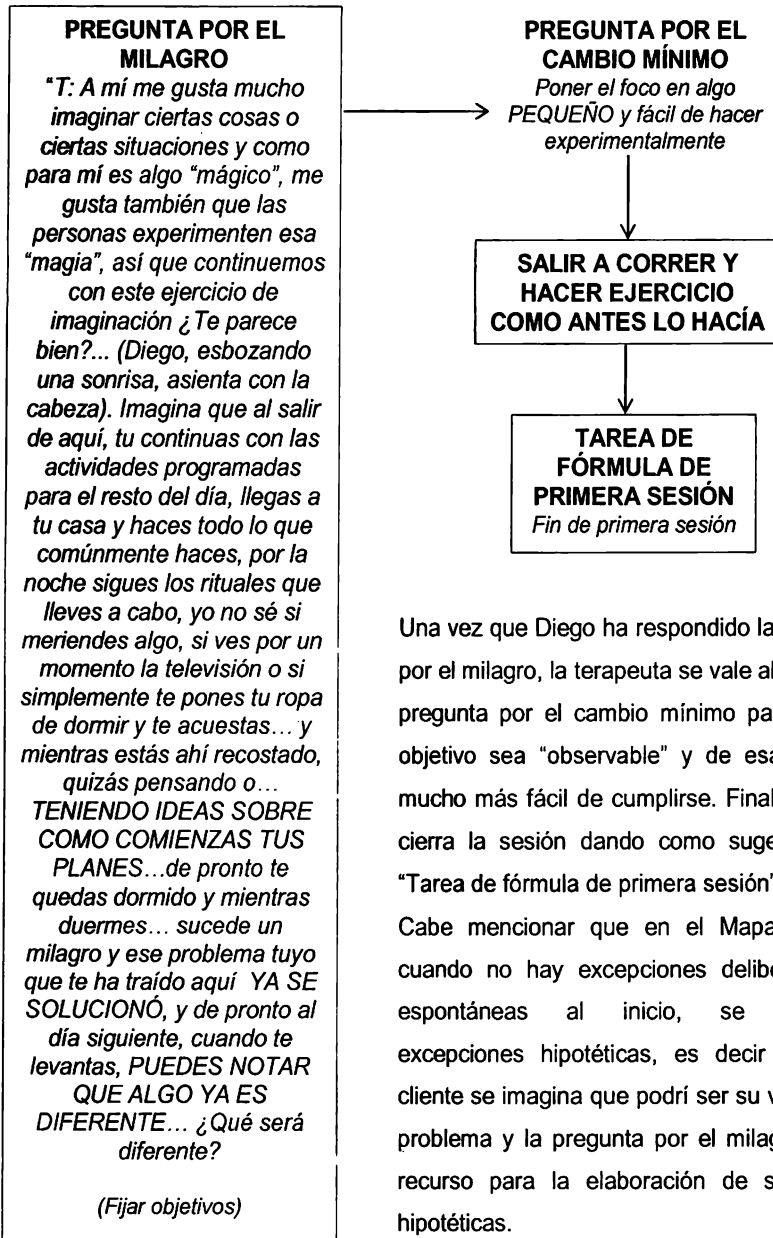 PREGUNTA POR EL
MILAGRO
“T: A mí me gusta mucho
imaginar ciertas cosas o
ciertas situaciones y como
para mí es algo “mágico”, me
gusta también que las
personas experimenten esa
“magia”, así que continuemos
con este ejercicio de
imaginación ¿Te parece
bien?... (Diego, esbozando
una sonrisa, asienta con la
cabeza). Imagina que al salir
de aquí, tu continuas con las
actividades programadas
para el resto del día, llegas a
tu casa y haces todo lo que
comúnmente haces, por la
noche sigues los rituales que
lleves a cabo, yo no sé si
meriendes algo, si ves por un
momento la televisión o si
simplemente te pones tu ropa
de dormir y te acuestas... y
mientras estás ahí recostado,
quizás pensando o...
TENIENDO IDEAS SOBRE
COMO COMIENZAS TUS
PLANES...de pronto te
quedas dormido y mientras
duermes... sucede un
milagro y ese problema tuyo
que te ha traído aquí YA SE
SOLUCIONÓ, y de pronto al
día siguiente, cuando te
levantas, PUEDES NOTAR
QUE ALGO YA ES
DIFERENTE... ¿Qué será
diferente?
(Fijar objetivos)
PREGUNTA POR EL
CAMBIO MÍNIMO
Poner el foco en algo
PEQUEÑO y fácil de hacer
experimentalmente
SALIR A CORRER Y
HACER EJERCICIO
COMO ANTES LO HACÍA
TAREA DE
FÓRMULA DE
PRIMERA SESIÓN
Fin de primera sesión
Una vez que Diego ha respondido la
por el milagro, la terapeuta se vale
pregunta por el cambio mínimo
objetivo sea “observable” y de
mucho más fácil de cumplirse.
cierra la sesión dando como
“Tarea de fórmula de primera sesión”
Cabe mencionar que en el Mapa
cuando no hay excepciones
espontáneas al inicio, se
excepciones hipotéticas, es decir
cliente se imagina que podrí ser su
problema y la pregunta por el
recurso para la elaboración de
hipotéticas.